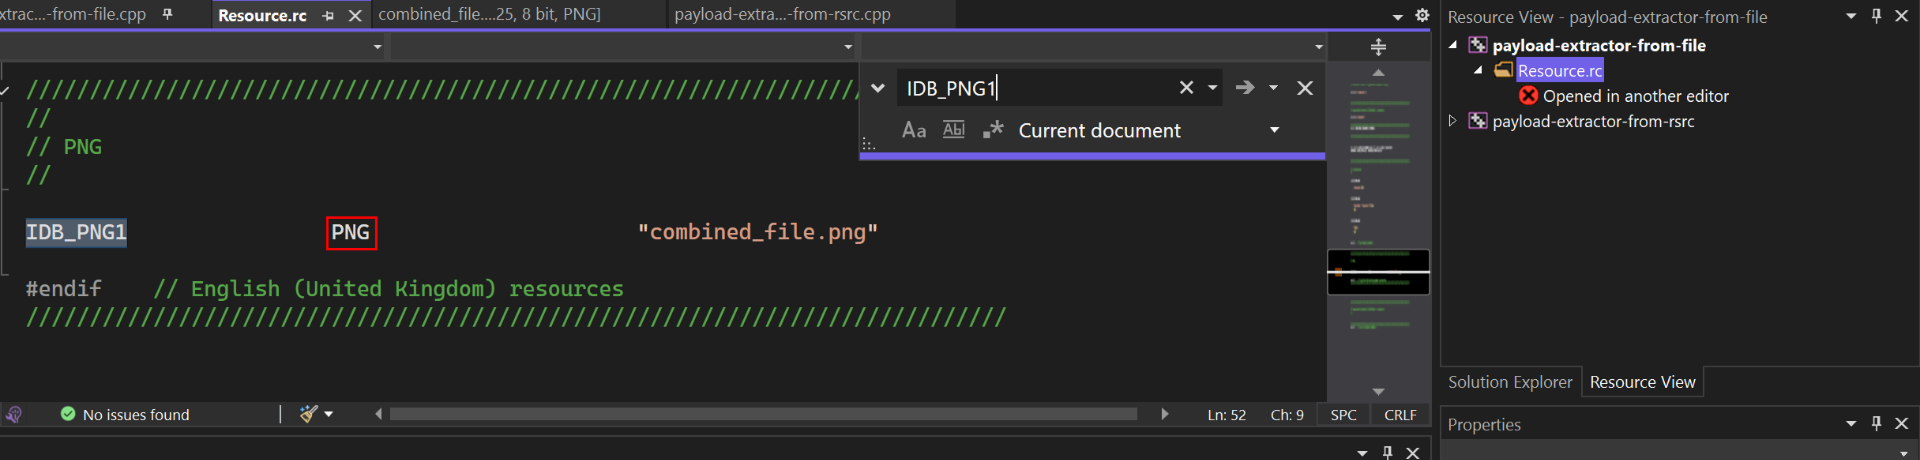 xtrac...-from-file.cpp
Resource.rc
combined_file....25, 8 bit, PNG]
payload-extra...-from-rsrc.cpp
Resource View - payload-extractor-from-file
payload-extractor-from-file
Resource.rc
Opened in another editor
payload-extractor-from-rsrc
IDB_PNG1
Aa Abl .* Current document
/////////////////////////////////////////////////////////////////
//
// PNG
//
IDB_PNG1 PNG "combined_file.png"
#endif // English (United Kingdom) resources
/////////////////////////////////////////////////////////////////////////////
Solution Explorer Resource View
No issues found
Ln: 52 Ch: 9 SPC CRLF
Properties